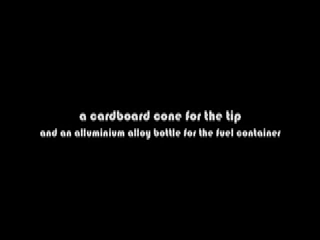 a cardboard cone for the tip
and an alluminium alloy bottle for the fuel container